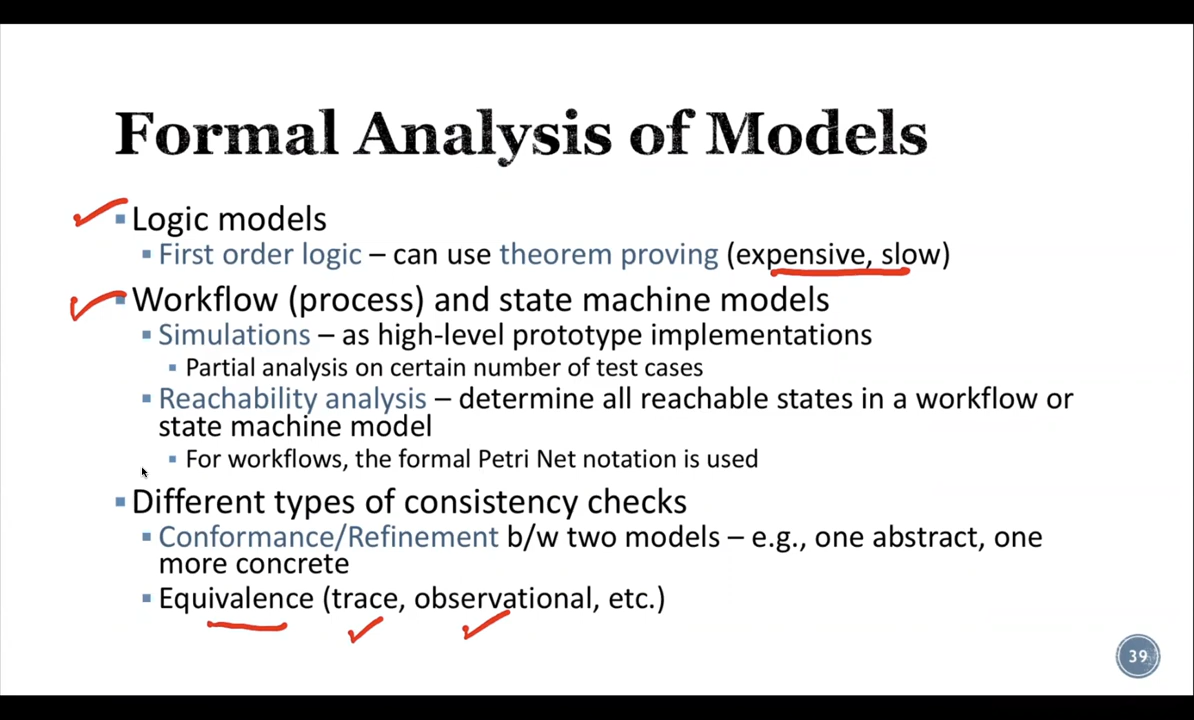 Formal Analysis of Models
▪ Logic models
▪ First order logic – can use theorem proving (expensive, slow)
▪ Workflow (process) and state machine models
▪ Simulations – as high-level prototype implementations
▪ Partial analysis on certain number of test cases
▪ Reachability analysis – determine all reachable states in a workflow or
state machine model
▪ For workflows, the formal Petri Net notation is used
▪ Different types of consistency checks
▪ Conformance/Refinement b/w two models – e.g., one abstract, one
more concrete
▪ Equivalence (trace, observational, etc.)
39